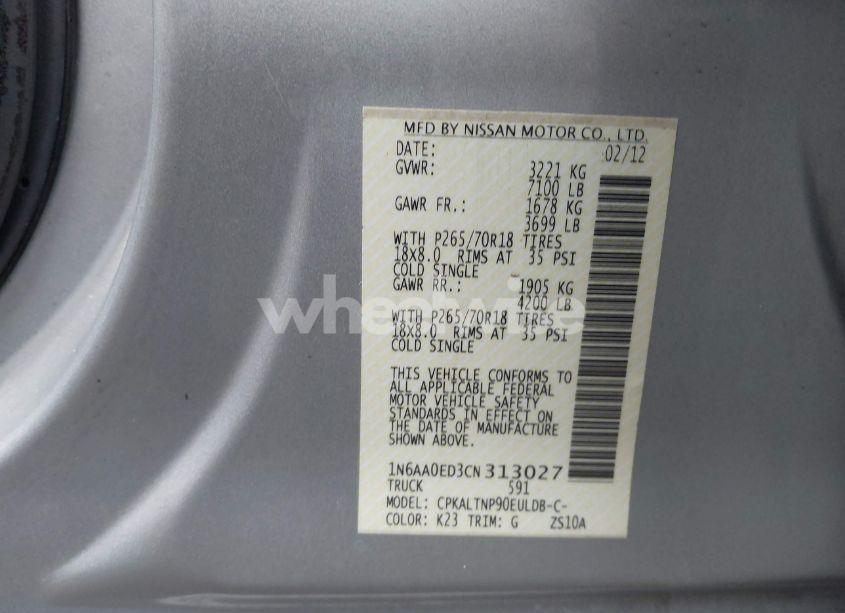 MFD BY NISSAN MOTOR CO., LTD.
DATE: 02/12
GVWR: 3221 KG
7100 LB
GAWR FR.: 1678 KG
3699 LB
WITH P265/70R18 TIRES
18X8.0 RIMS AT 35 PSI
COLD SINGLE
GAWR RR.: 1905 KG
4200 LB
WITH P265/70R18 TIRES
18X8.0 RIMS AT 35 PSI
COLD SINGLE
THIS VEHICLE CONFORMS TO
ALL APPLICABLE FEDERAL
MOTOR VEHICLE SAFETY
STANDARDS IN EFFECT ON
THE DATE OF MANUFACTURE
SHOWN ABOVE.
1N6AA0ED3CN313027
TRUCK 591
MODEL: CPKALTNP90EULDB-C-
COLOR: K23 TRIM: G ZS10A